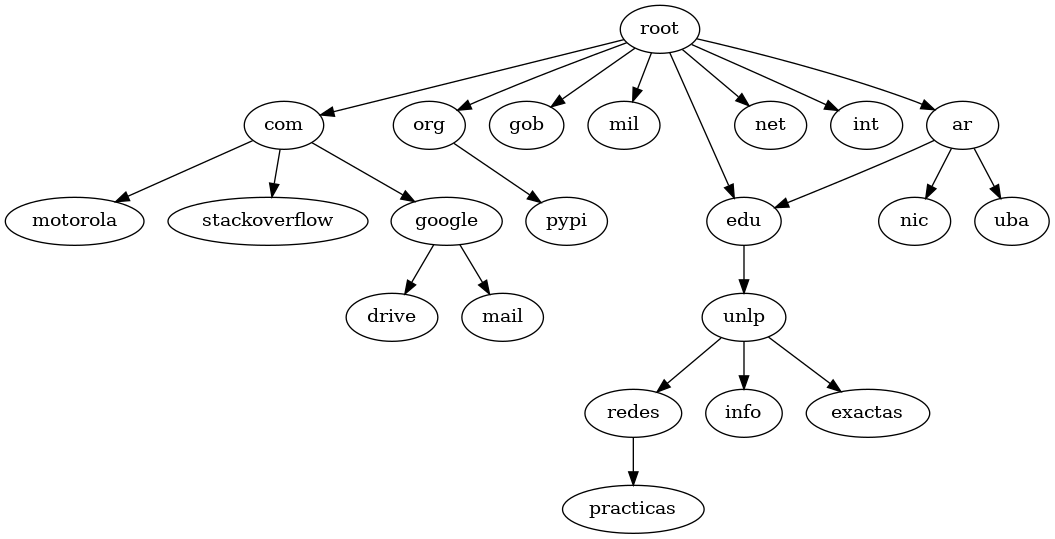 root
com
org
gob
mil
net
int
ar
motorola
stackoverflow
google
pypi
edu
nic
uba
drive
mail
unlp
redes
info
exactas
practicas